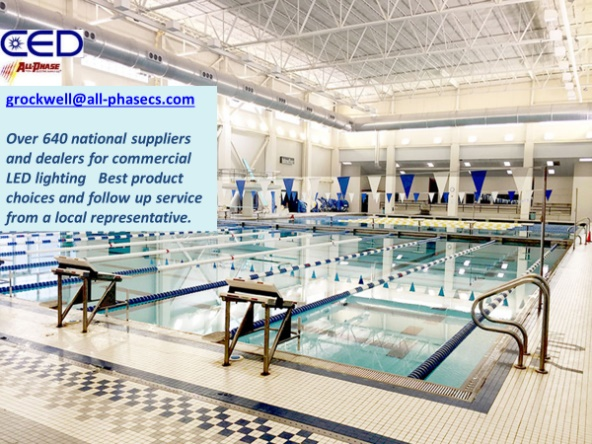 CED
ALL-PHASE
grockwell@all-phasecs.com
Over 640 national suppliers
and dealers for commercial
LED lighting Best product
choices and follow up service
from a local representative.